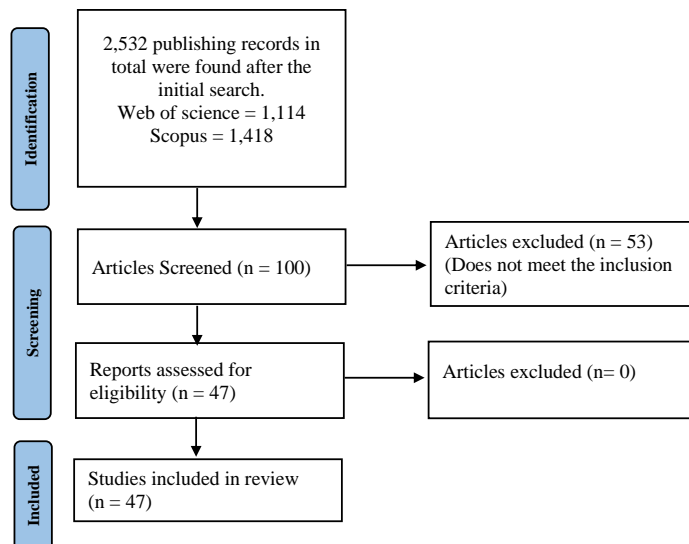 Identification
2,532 publishing records in
total were found after the
initial search.
Web of science = 1,114
Scopus = 1,418
Screening
Articles Screened (n = 100)
Articles excluded (n = 53)
(Does not meet the inclusion
criteria)
Reports assessed for
eligibility (n = 47)
Articles excluded (n= 0)
Included
Studies included in review
(n = 47)